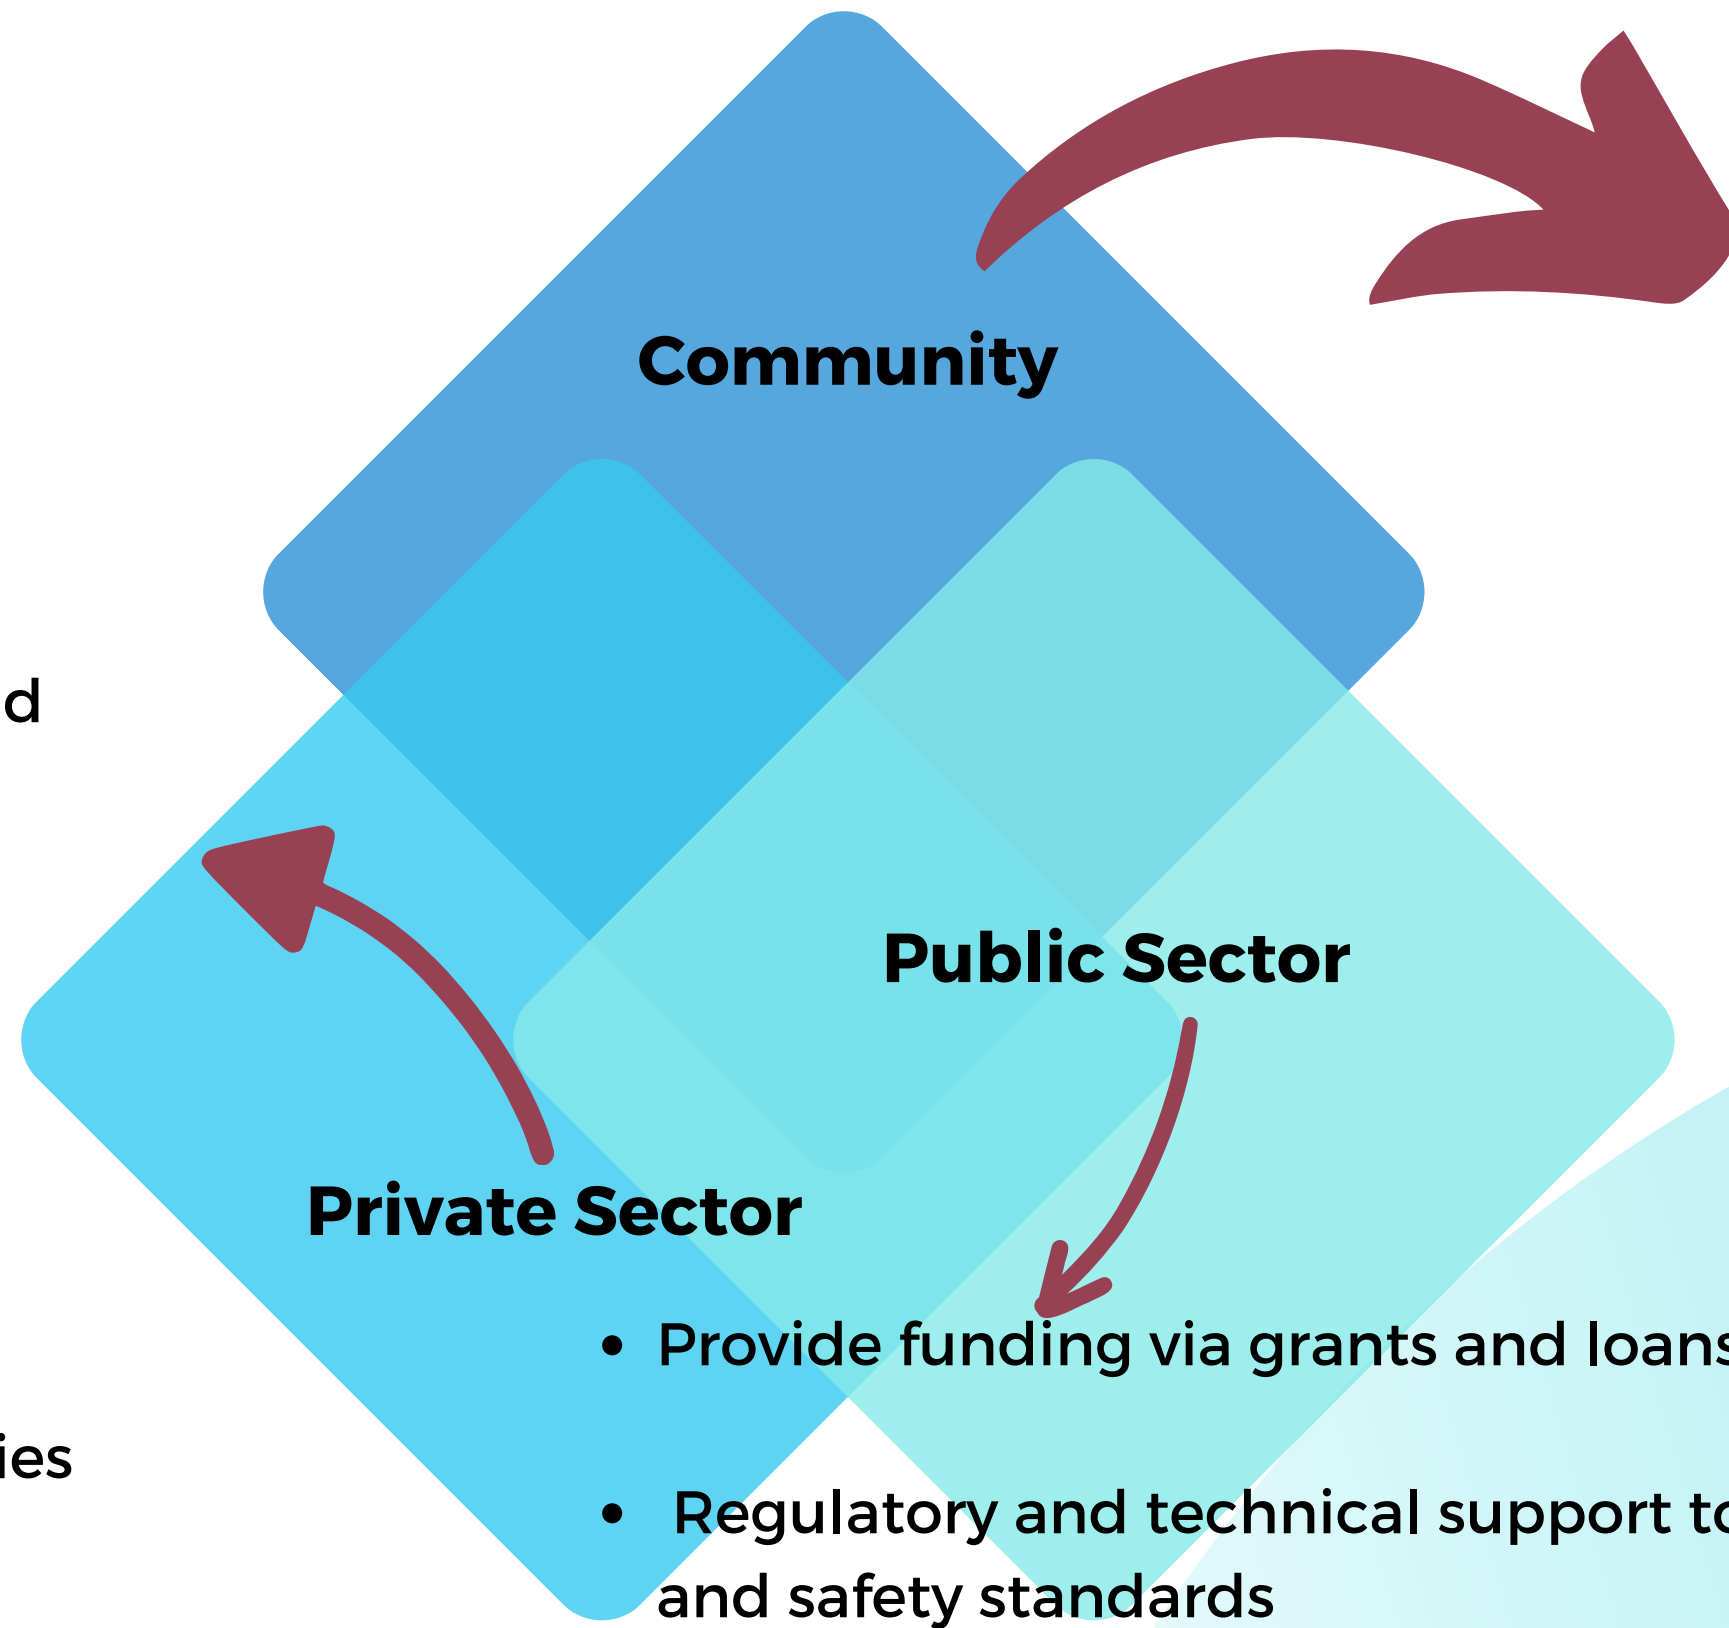 Community
d
Public Sector
Private Sector
• Provide funding via grants and loans
ies
• Regulatory and technical support to
and safety standards